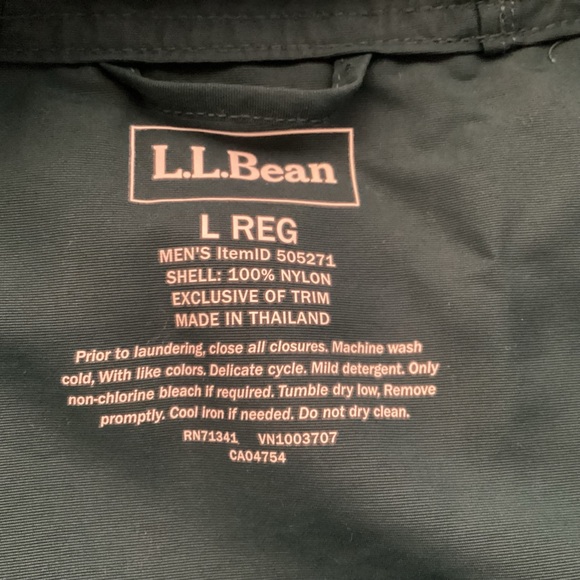 L.L.Bean
L REG
MEN'S ItemID 505271
SHELL: 100% NYLON
EXCLUSIVE OF TRIM
MADE IN THAILAND
Prior to laundering, close all closures. Machine wash
cold, With like colors. Delicate cycle. Mild detergent. Only
non-chlorine bleach if required. Tumble dry low, Remove
promptly. Cool iron if needed. Do not dry clean.
RN71341 VN1003707
CA04754